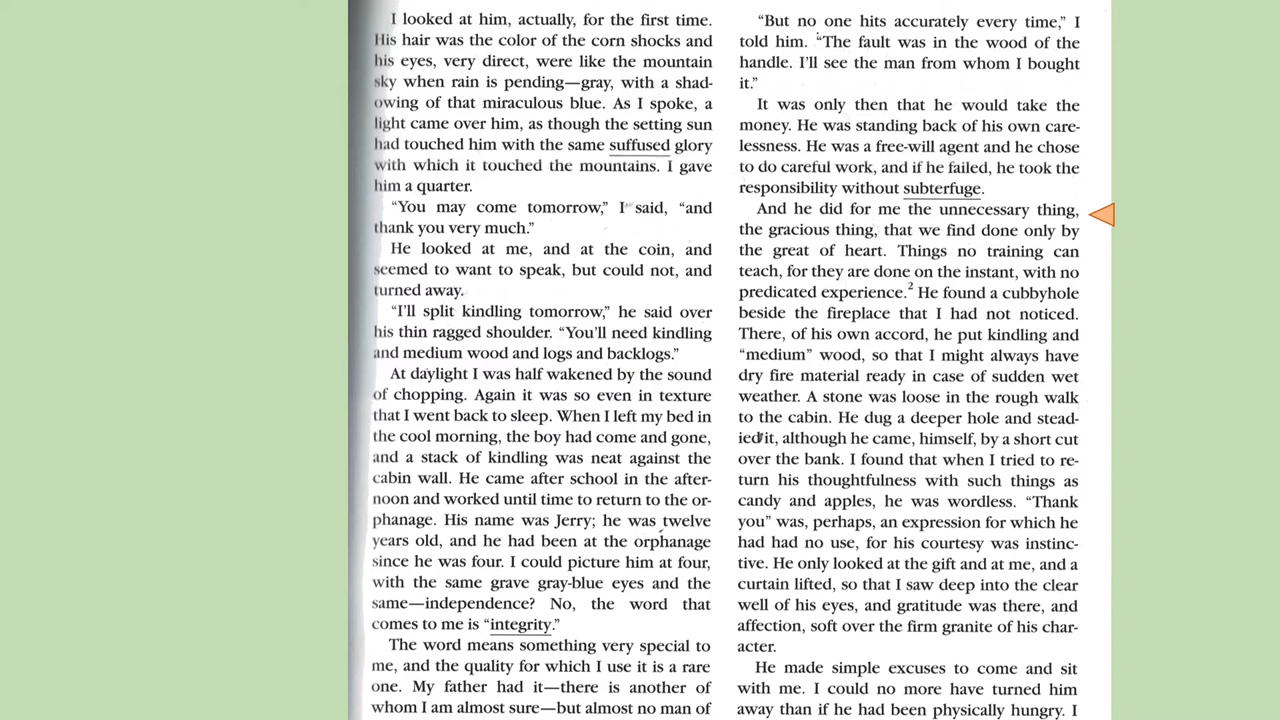 I looked at him, actually, for the first time.
His hair was the color of the corn shocks and
his eyes, very direct, were like the mountain
sky when rain is pending—gray, with a shad-
owing of that miraculous blue. As I spoke, a
light came over him, as though the setting sun
had touched him with the same suffused glory
with which it touched the mountains. I gave
him a quarter.
"You may come tomorrow," I said, "and
thank you very much."
He looked at me, and at the coin, and
seemed to want to speak, but could not, and
turned away.
"I'll split kindling tomorrow," he said over
his thin ragged shoulder. "You'll need kindling
and medium wood and logs and backlogs."
At daylight I was half wakened by the sound
of chopping. Again it was so even in texture
that I went back to sleep. When I left my bed in
the cool morning, the boy had come and gone,
and a stack of kindling was neat against the
cabin wall. He came after school in the after-
noon and worked until time to return to the or-
phanage. His name was Jerry; he was twelve
years old, and he had been at the orphanage
since he was four. I could picture him at four,
with the same grave gray-blue eyes and the
same—independence? No, the word that
comes to me is "integrity."
The word means something very special to
me, and the quality for which I use it is a rare
one. My father had it—there is another of
whom I am almost sure—but almost no man of
"But no one hits accurately every time," I
told him. "The fault was in the wood of the
handle. I'll see the man from whom I bought
it."
It was only then that he would take the
money. He was standing back of his own care-
lessness. He was a free-will agent and he chose
to do careful work, and if he failed, he took the
responsibility without subterfuge.
And he did for me the unnecessary thing,
the gracious thing, that we find done only by
the great of heart. Things no training can
teach, for they are done on the instant, with no
predicated experience.2 He found a cubbyhole
beside the fireplace that I had not noticed.
There, of his own accord, he put kindling and
"medium" wood, so that I might always have
dry fire material ready in case of sudden wet
weather. A stone was loose in the rough walk
to the cabin. He dug a deeper hole and stead-
ied it, although he came, himself, by a short cut
over the bank. I found that when I tried to re-
turn his thoughtfulness with such things as
candy and apples, he was wordless. "Thank
you" was, perhaps, an expression for which he
had had no use, for his courtesy was instinc-
tive. He only looked at the gift and at me, and a
curtain lifted, so that I saw deep into the clear
well of his eyes, and gratitude was there, and
affection, soft over the firm granite of his char-
acter.
He made simple excuses to come and sit
with me. I could no more have turned him
away than if he had been physically hungry. I